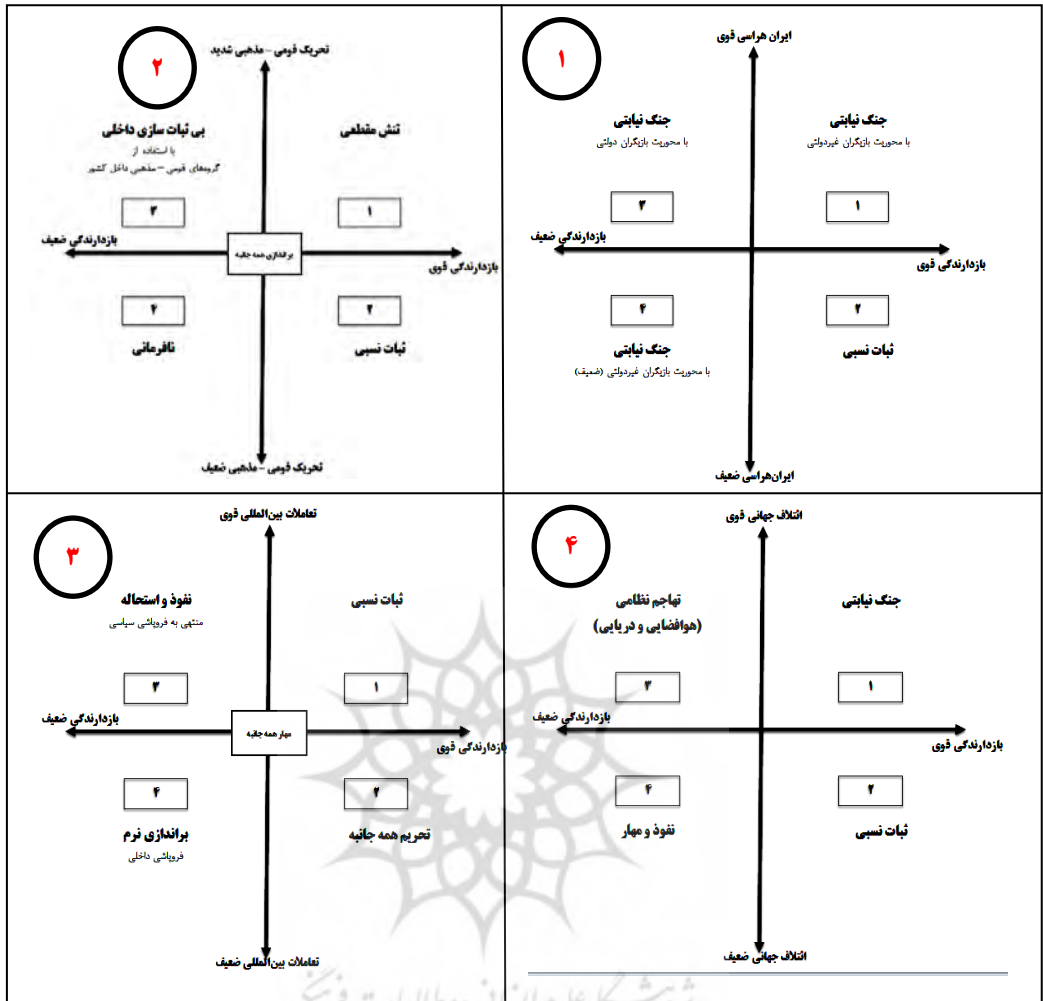 ایران هراسی قوی
۱
جنگ نیابتی
با محوریت بازیگران غیردولتی
جنگ نیابتی
با محوریت بازیگران دولتی
۱
۳
بازدارندگی ضعیف
بازدارندگی قوی
۲
۴
ثبات نسبی
جنگ نیابتی
با محوریت بازیگران غیردولتی (ضعیف)
ایران‌هراسی ضعیف
تحریک قومی – مذهبی شدید
۲
تنش مقطعی
بی ثبات سازی داخلی
با استفاده از
گروههای قومی – مذهبی داخل کشور
۱
۳
بازدارندگی ضعیف
براندازی همه جانبه
بازدارندگی قوی
۲
۴
ثبات نسبی
نافرمانی
تحریک قومی – مذهبی ضعیف
تعاملات بین‌المللی قوی
۳
ثبات نسبی
نفوذ و استحاله
منتهی به فروپاشی سیاسی
۱
۳
بازدارندگی ضعیف
مهار همه جانبه
بازدارندگی قوی
۲
۴
تحریم همه جانبه
براندازی نرم
فروپاشی داخلی
تعاملات بین‌المللی ضعیف
ائتلاف جهانی قوی
۴
جنگ نیابتی
تهاجم نظامی
(هوافضایی و دریایی)
۱
۳
بازدارندگی ضعیف
بازدارندگی قوی
۲
۴
ثبات نسبی
نفوذ و مهار
ائتلاف جهانی ضعیف